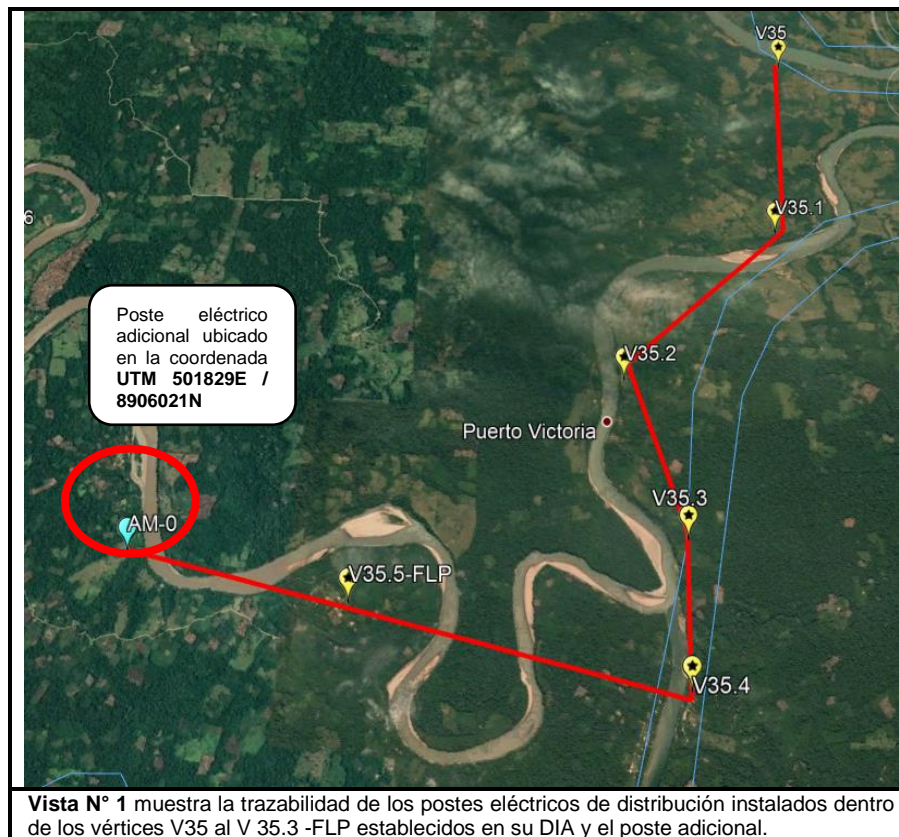 V35
V35.1
6
Poste eléctrico
adicional ubicado
en la coordenada
UTM 501829E /
8906021N
V35.2
Puerto Victoria
V35.3
AM-0
V35.5-FLP
V35.4
Vista N° 1 muestra la trazabilidad de los postes eléctricos de distribución instalados dentro
de los vértices V35 al V 35.3 -FLP establecidos en su DIA y el poste adicional.